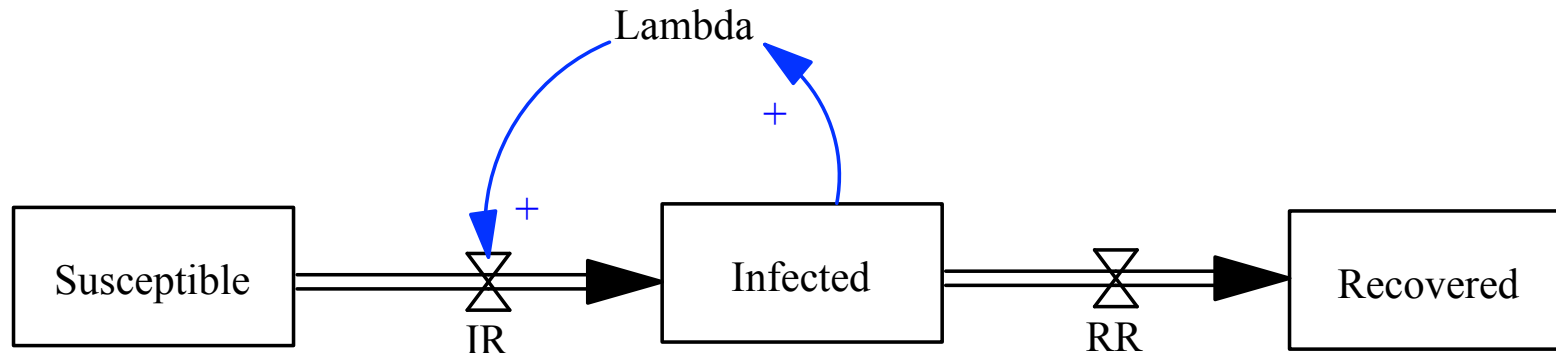 Lambda
+
+
Susceptible
Infected
Recovered
IR
RR